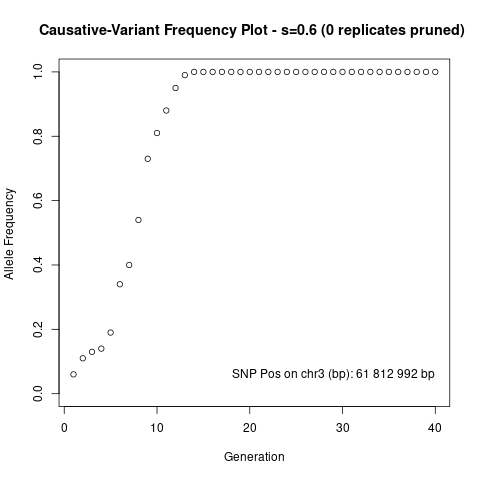 Causative-Variant Frequency Plot - s=0.6 (0 replicates pruned)
Allele Frequency
1.0
0.8
0.6
0.4
0.2
0.0
SNP Pos on chr3 (bp): 61 812 992 bp
0 10 20 30 40
Generation